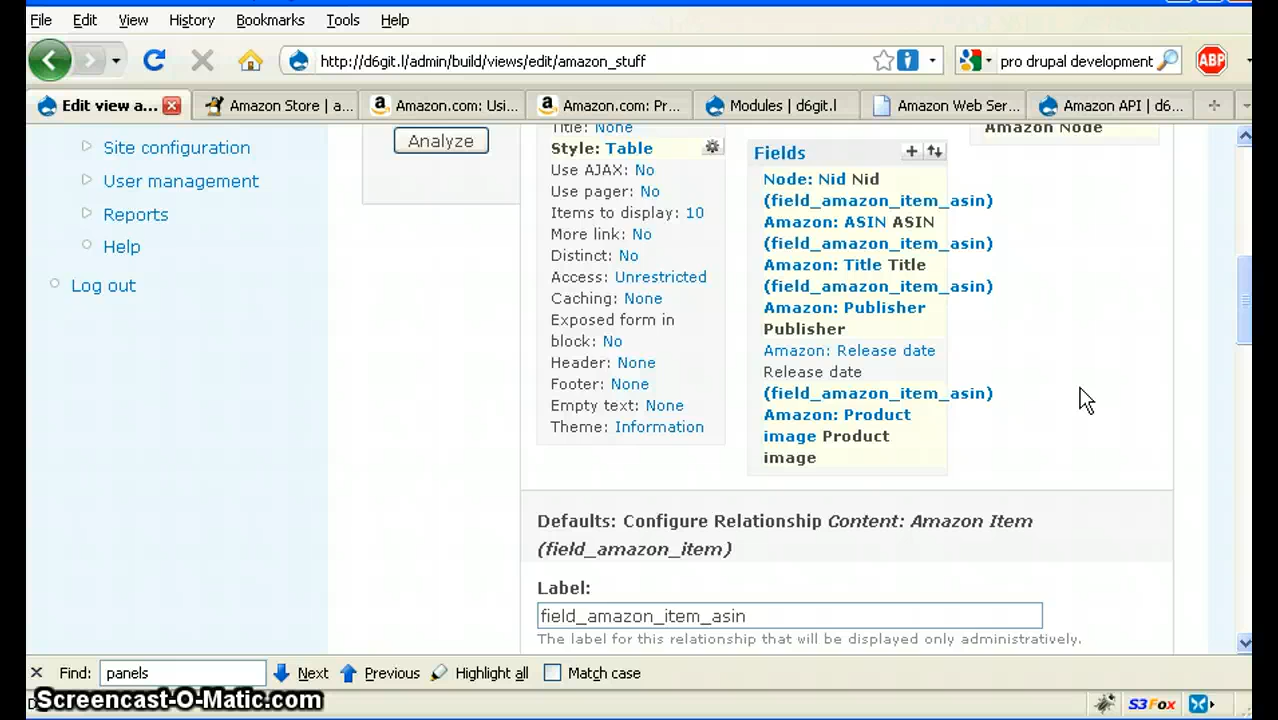 File Edit View History Bookmarks Tools Help
http://d6git.l/admin/build/views/edit/amazon_stuff
pro drupal development
ABP
Edit view a...
Amazon Store | a...
Amazon.com: Usi...
Amazon.com: Pr...
Modules | d6git.l
Amazon Web Ser...
Amazon API | d6...
Site configuration
User management
Reports
Help
Log out
Analyze
Title: None
Style: Table
Use AJAX: No
Use pager: No
Items to display: 10
More link: No
Distinct: No
Access: Unrestricted
Caching: None
Exposed form in
block: No
Header: None
Footer: None
Empty text: None
Theme: Information
Fields
Node: Nid Nid
(field_amazon_item_asin)
Amazon: ASIN ASIN
(field_amazon_item_asin)
Amazon: Title Title
(field_amazon_item_asin)
Amazon: Publisher
Publisher
Amazon: Release date
Release date
(field_amazon_item_asin)
Amazon: Product
image Product
image
Amazon Node
Defaults: Configure Relationship Content: Amazon Item
(field_amazon_item)
Label:
field_amazon_item_asin
The label for this relationship that will be displayed only administratively.
Find: panels Next Previous Highlight all Match case
Screencast-O-Matic.com
S3Fox